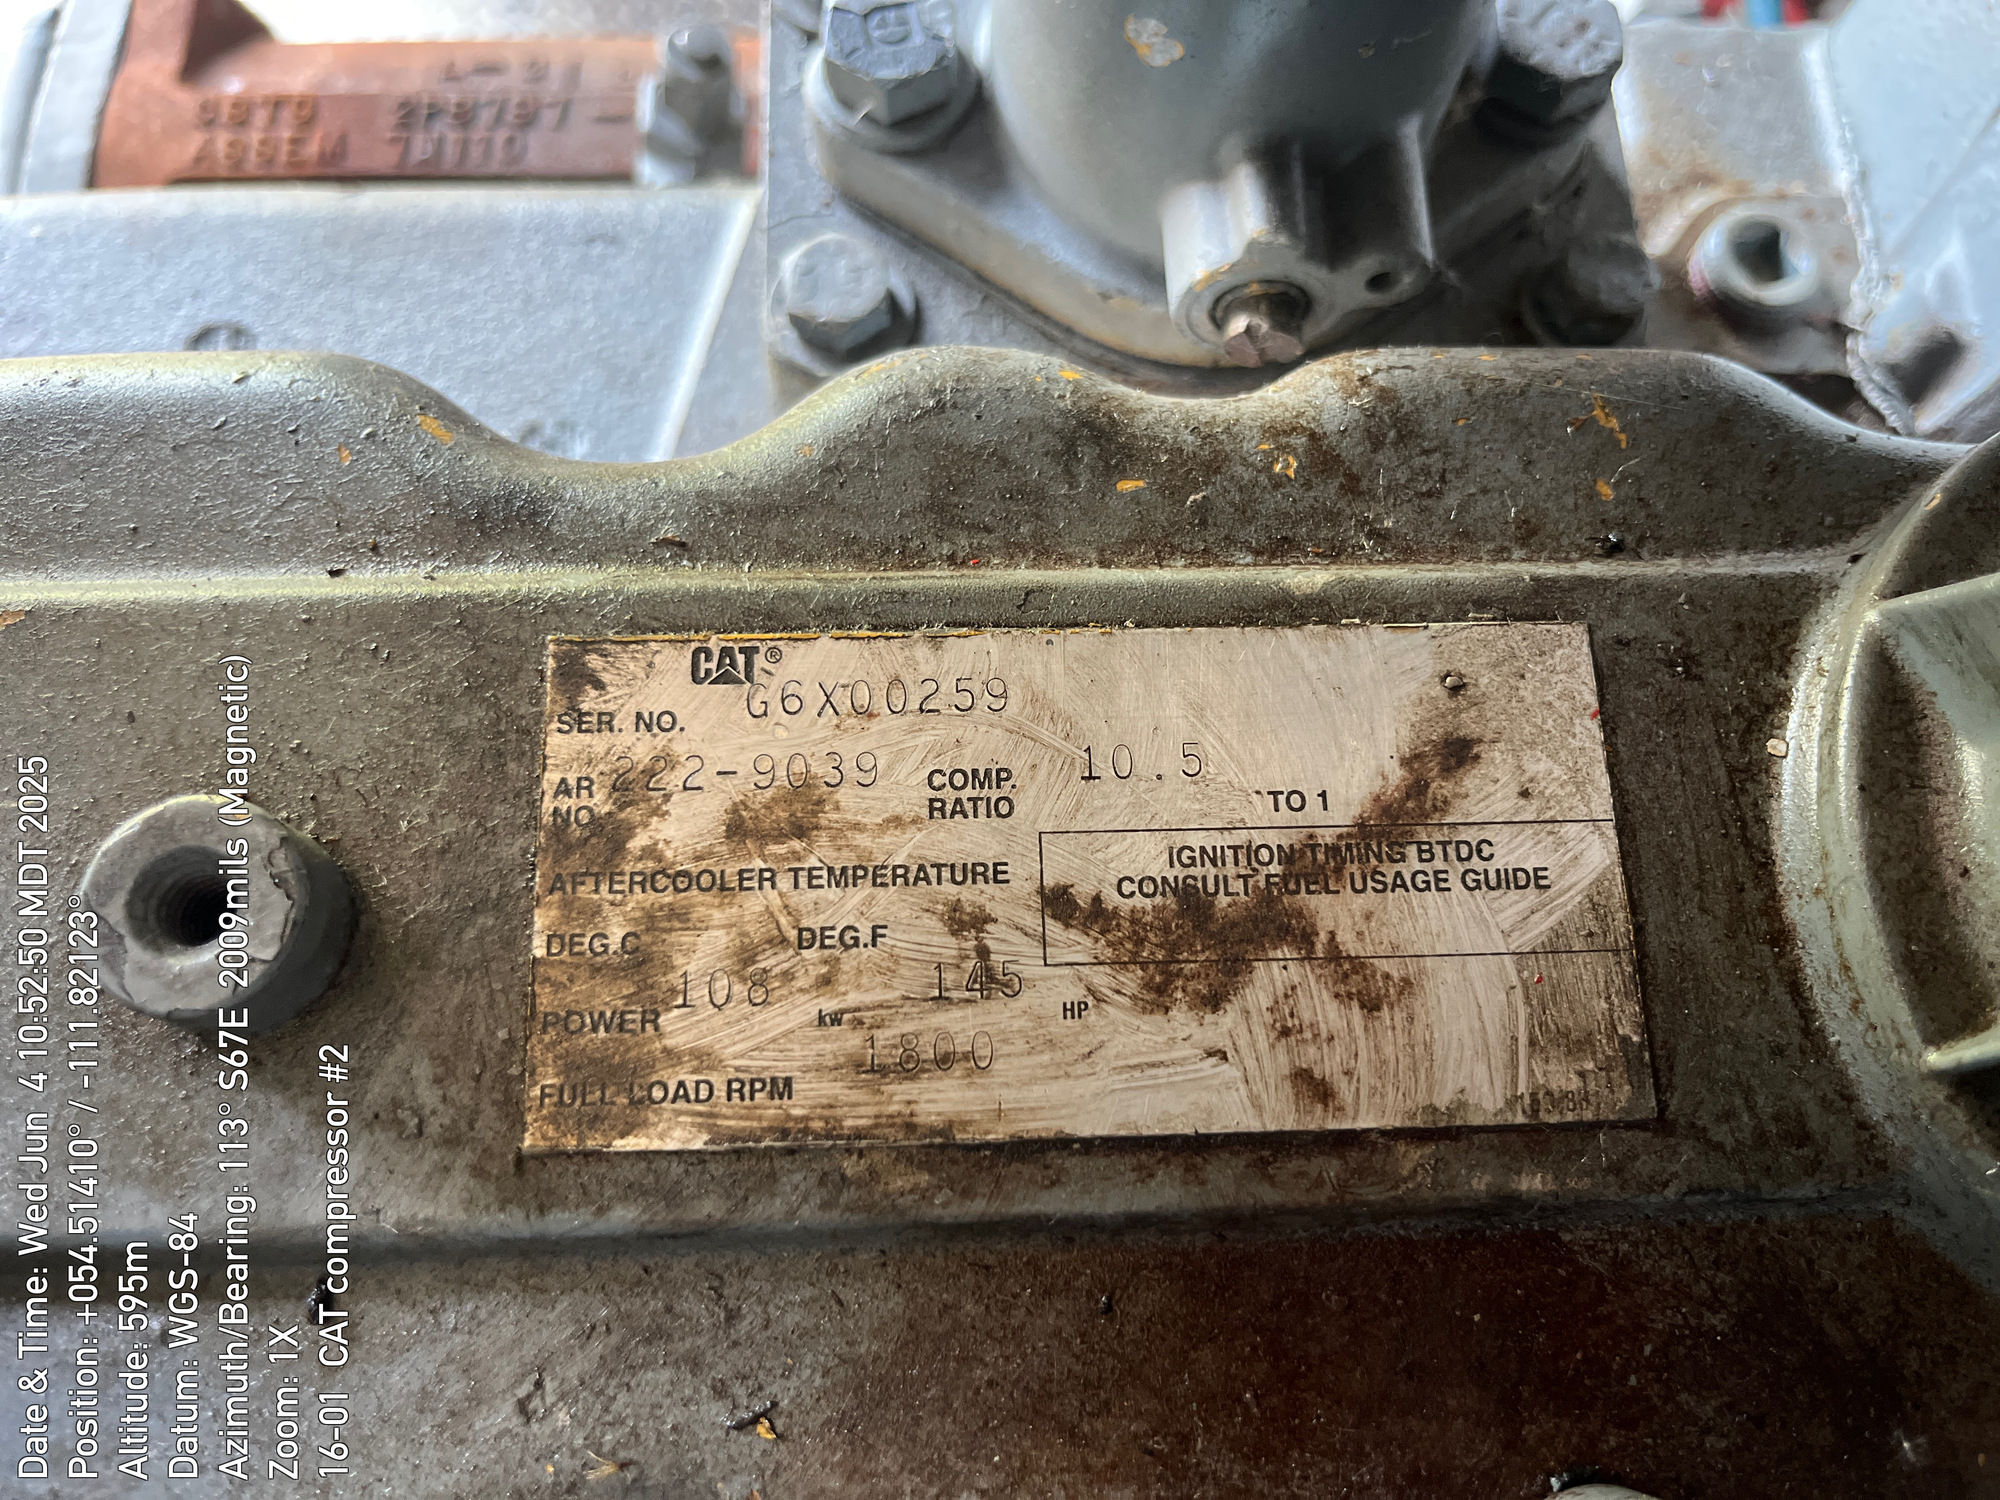 CAT®
SER. NO. G6X00259
AR NO. 222-9039 COMP. RATIO 10.5 TO 1
IGNITION TIMING BTDC
CONSULT FUEL USAGE GUIDE
AFTERCOOLER TEMPERATURE
DEG.C DEG.F
POWER 108 kw 145 HP
FULL LOAD RPM 1800
2P8797
ASSEM 7N110
Date & Time: Wed Jun 4 10:52:50 MDT 2025
Position: +054.51410° / -111.82123°
Altitude: 595m
Datum: WGS-84
Azimuth/Bearing: 113° S67E 2009mils (Magnetic)
Zoom: 1X
16-01 CAT compressor #2